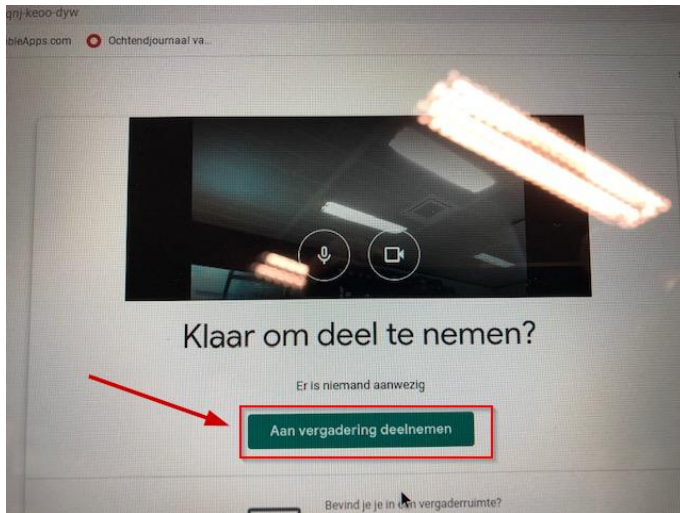 qnj-keoo-dyw
bleApps.com Ochtendjournaal va...
Klaar om deel te nemen?
Er is niemand aanwezig
Aan vergadering deelnemen
Bevind je je in een vergaderruimte?